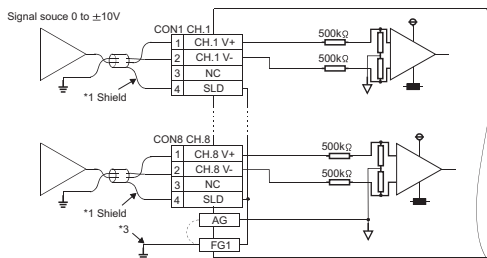 Signal souce 0 to ±10V
CON1 CH.1
1 CH.1 V+
2 CH.1 V-
3 NC
4 SLD
500kΩ
500kΩ
*1 Shield
CON8 CH.8
1 CH.8 V+
2 CH.8 V-
3 NC
4 SLD
500kΩ
500kΩ
*1 Shield
AG
*3
FG1